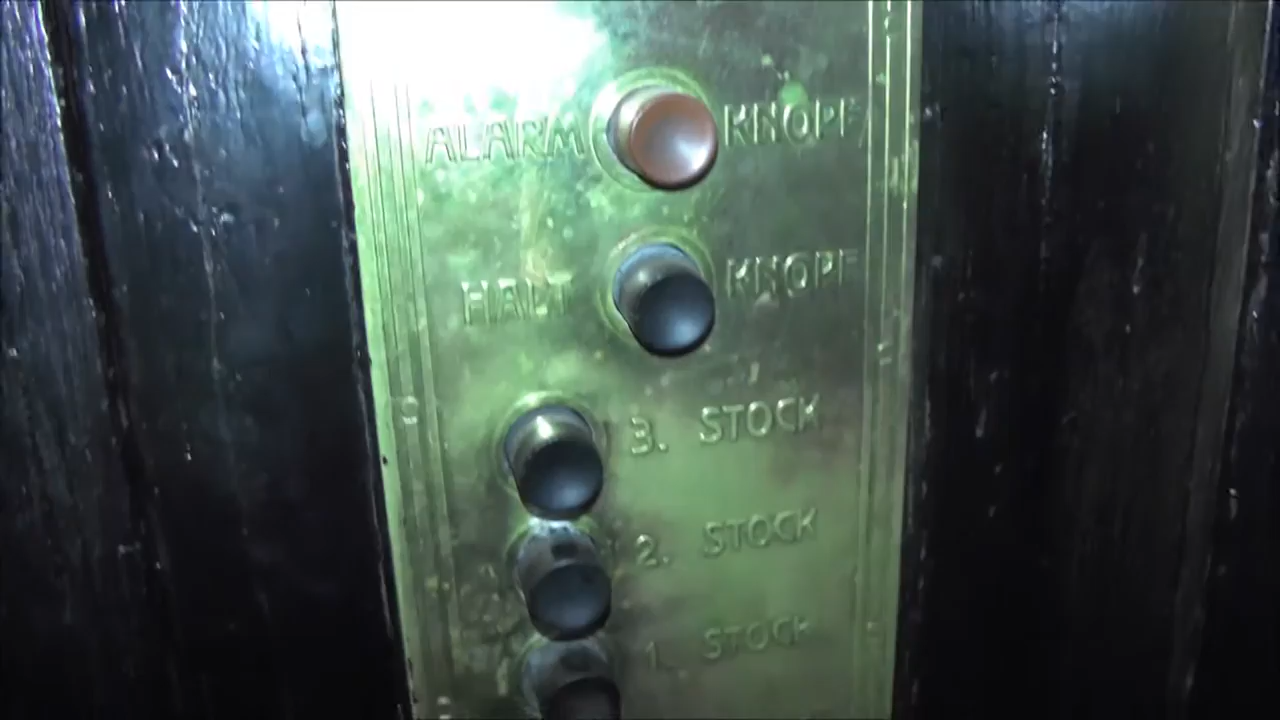 ALARM KNOPF
HALT KNOPF
3. STOCK
2. STOCK
1. STOCK